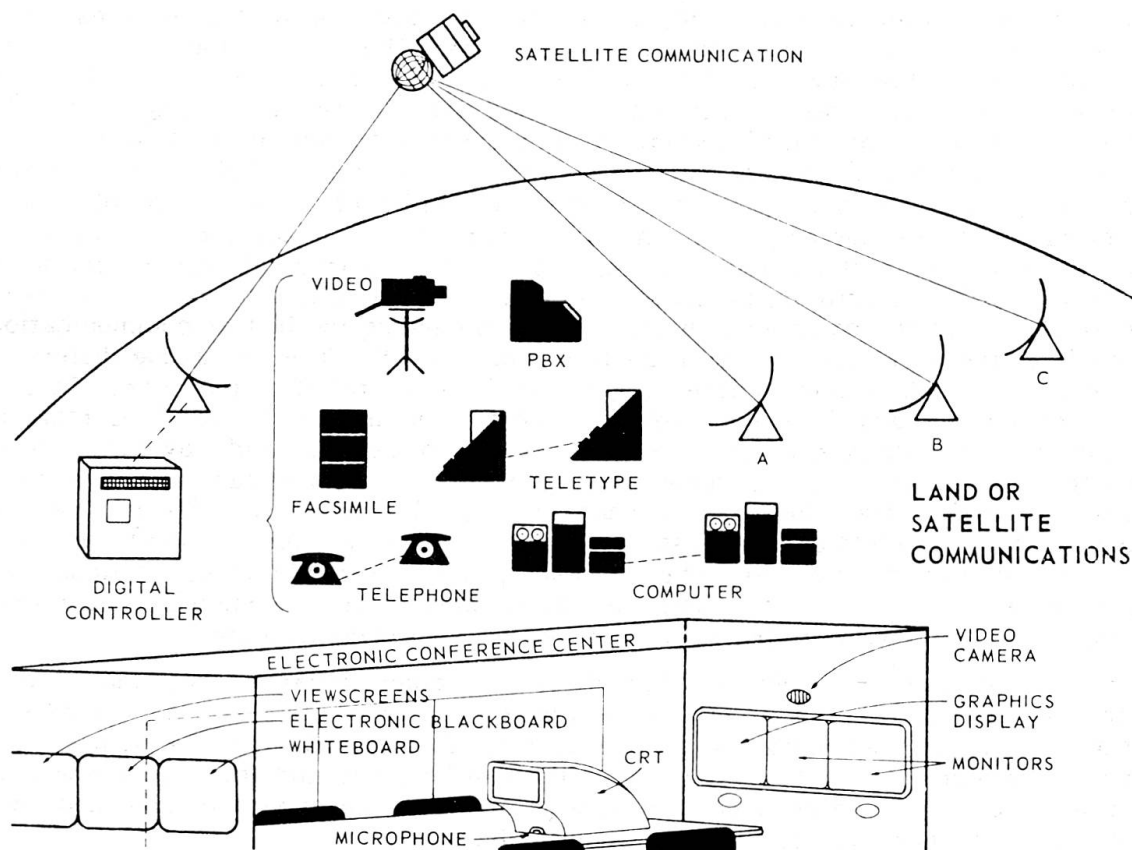 SATELLITE COMMUNICATION
VIDEO
PBX
C
A
B
FACSIMILE
TELETYPE
LAND OR
SATELLITE
COMMUNICATIONS
DIGITAL
CONTROLLER
TELEPHONE
COMPUTER
ELECTRONIC CONFERENCE CENTER
VIDEO
CAMERA
VIEWSCREENS
ELECTRONIC BLACKBOARD
WHITEBOARD
GRAPHICS
DISPLAY
CRT
MONITORS
MICROPHONE